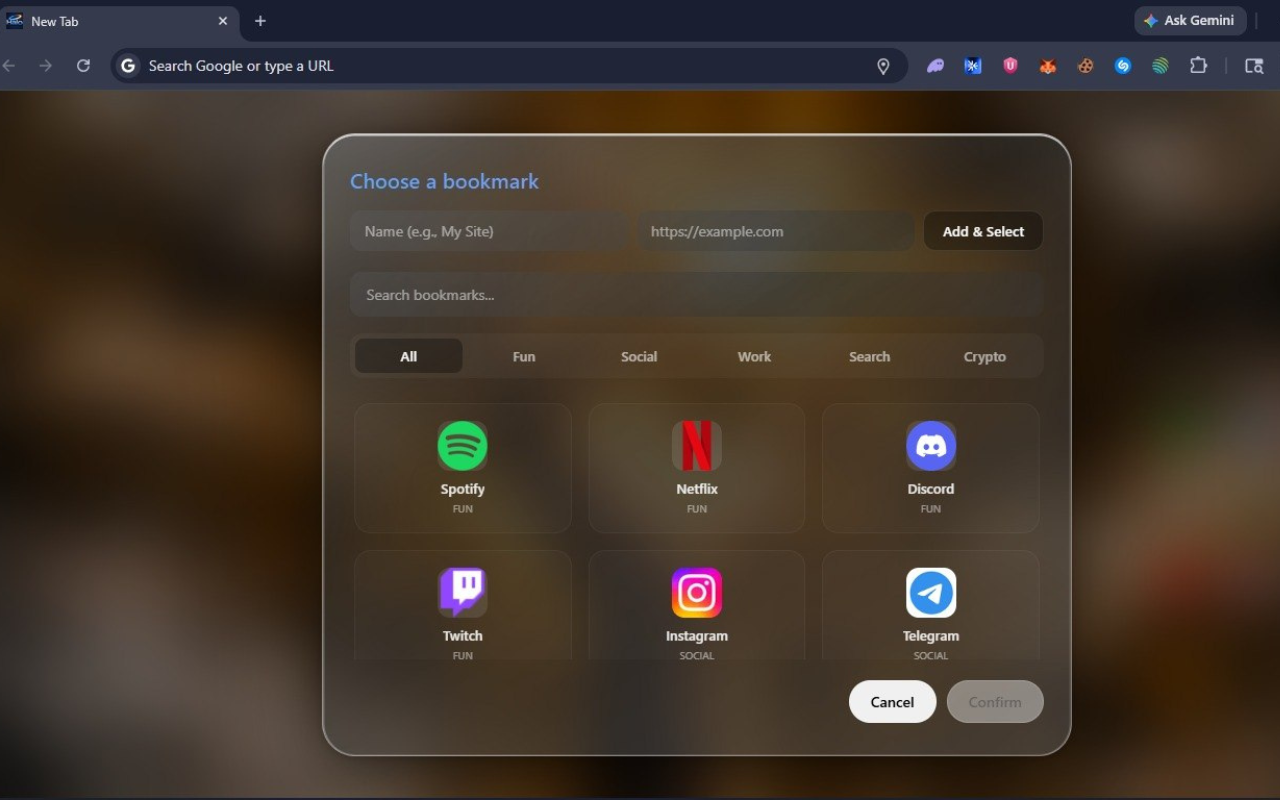 New Tab
Ask Gemini
Search Google or type a URL
Choose a bookmark
Name (e.g., My Site)
https://example.com
Add & Select
Search bookmarks...
All Fun Social Work Search Crypto
Spotify Netflix Discord
FUN FUN FUN
Twitch Instagram Telegram
FUN SOCIAL SOCIAL
Cancel Confirm